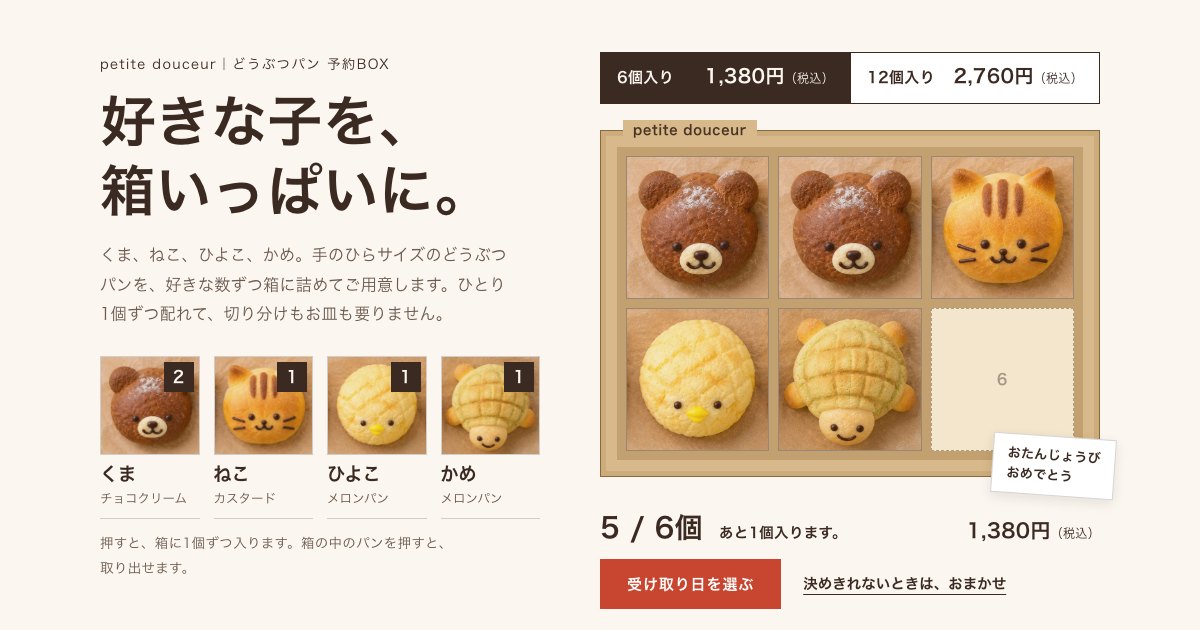 petite douceur｜どうぶつパン 予約BOX
好きな子を、
箱いっぱいに。
くま、ねこ、ひよこ、かめ。手のひらサイズのどうぶつ
パンを、好きな数ずつ箱に詰めてご用意します。ひとり
1個ずつ配れて、切り分けもお皿も要りません。
2
1
1
1
くま
ねこ
ひよこ
かめ
チョコクリーム
カスタード
メロンパン
メロンパン
押すと、箱に1個ずつ入ります。箱の中のパンを押すと、
取り出せます。
6個入り 1,380円（税込）
12個入り 2,760円（税込）
petite douceur
6
おたんじょうび
おめでとう
5 / 6個 あと1個入ります。
1,380円（税込）
受け取り日を選ぶ
決めきれないときは、おまかせ